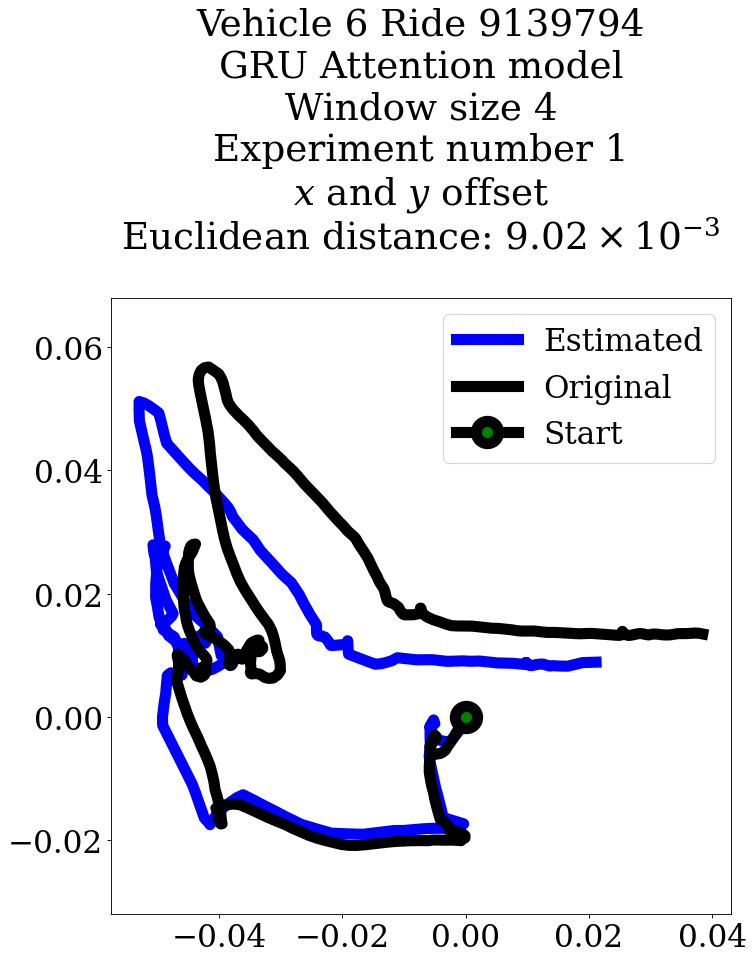 Vehicle 6 Ride 9139794
GRU Attention model
Window size 4
Experiment number 1
x and y offset
Euclidean distance: 9.02 × 10⁻³
Estimated
Original
Start
0.06
0.04
0.02
0.00
−0.02
−0.04 −0.02 0.00 0.02 0.04